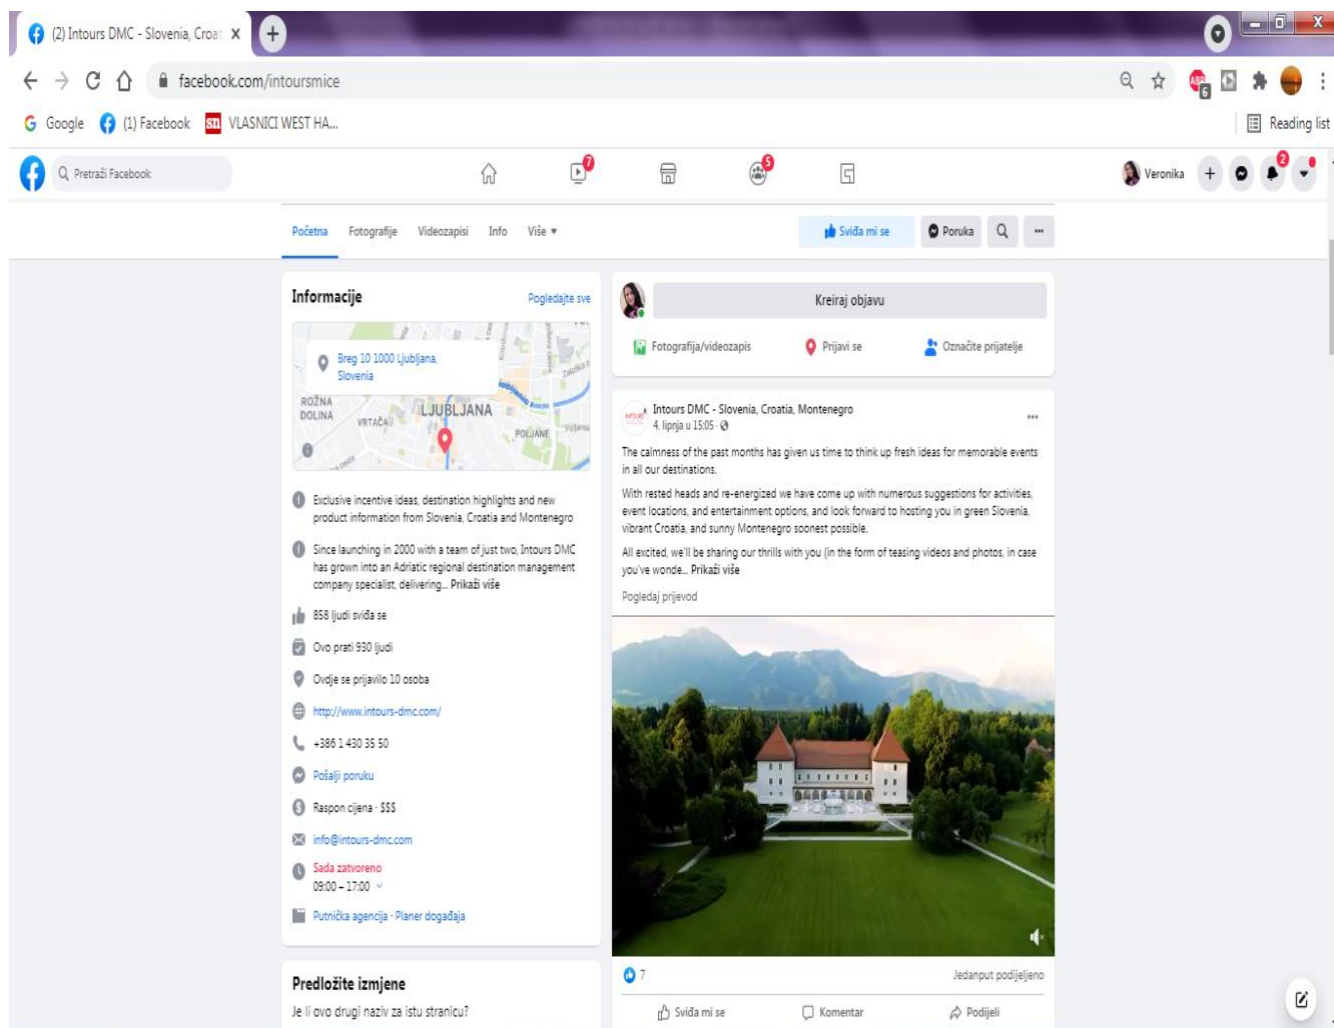 (2) Intours DMC - Slovenia, Croat
facebook.com/intoursmice
Google (1) Facebook sn VLASNICI WEST HA... Reading list
ABP 6
Pretraži Facebook 7 5 Veronika 2
Početna Fotografije Videozapisi Info Više Sviđa mi se Poruka
Informacije Pogledajte sve
Breg 10 1000 Ljubljana,
Slovenia
ROŽNA
DOLINA
VRTAČA
LJUBLJANA
POLJANE
Exclusive incentive ideas, destination highlights and new
product information from Slovenia, Croatia and Montenegro
Since launching in 2000 with a team of just two, Intours DMC
has grown into an Adriatic regional destination management
company specialist, delivering... Prikaži više
858 ljudi sviđa se
Ovo prati 930 ljudi
Ovdje se prijavilo 10 osoba
http://www.intours-dmc.com/
+386 1 430 35 50
Pošalji poruku
Raspon cijena · $$$
info@intours-dmc.com
Sada zatvoreno
09:00 – 17:00
Putnička agencija · Planer događaja
Predložite izmjene
Je li ovo drugi naziv za istu stranicu?
Kreiraj objavu
Fotografija/videozapis Prijavi se Označite prijatelje
INTOURS
Intours DMC - Slovenia, Croatia, Montenegro
4. lipnja u 15:05 ·
The calmness of the past months has given us time to think up fresh ideas for memorable events
in all our destinations.
With rested heads and re-energized we have come up with numerous suggestions for activities,
event locations, and entertainment options, and look forward to hosting you in green Slovenia,
vibrant Croatia, and sunny Montenegro soonest possible.
All excited, we'll be sharing our thrills with you (in the form of teasing videos and photos, in case
you've wonde... Prikaži više
Pogledaj prijevod
7 Jedanput podijeljeno
Sviđa mi se Komentar Podijeli